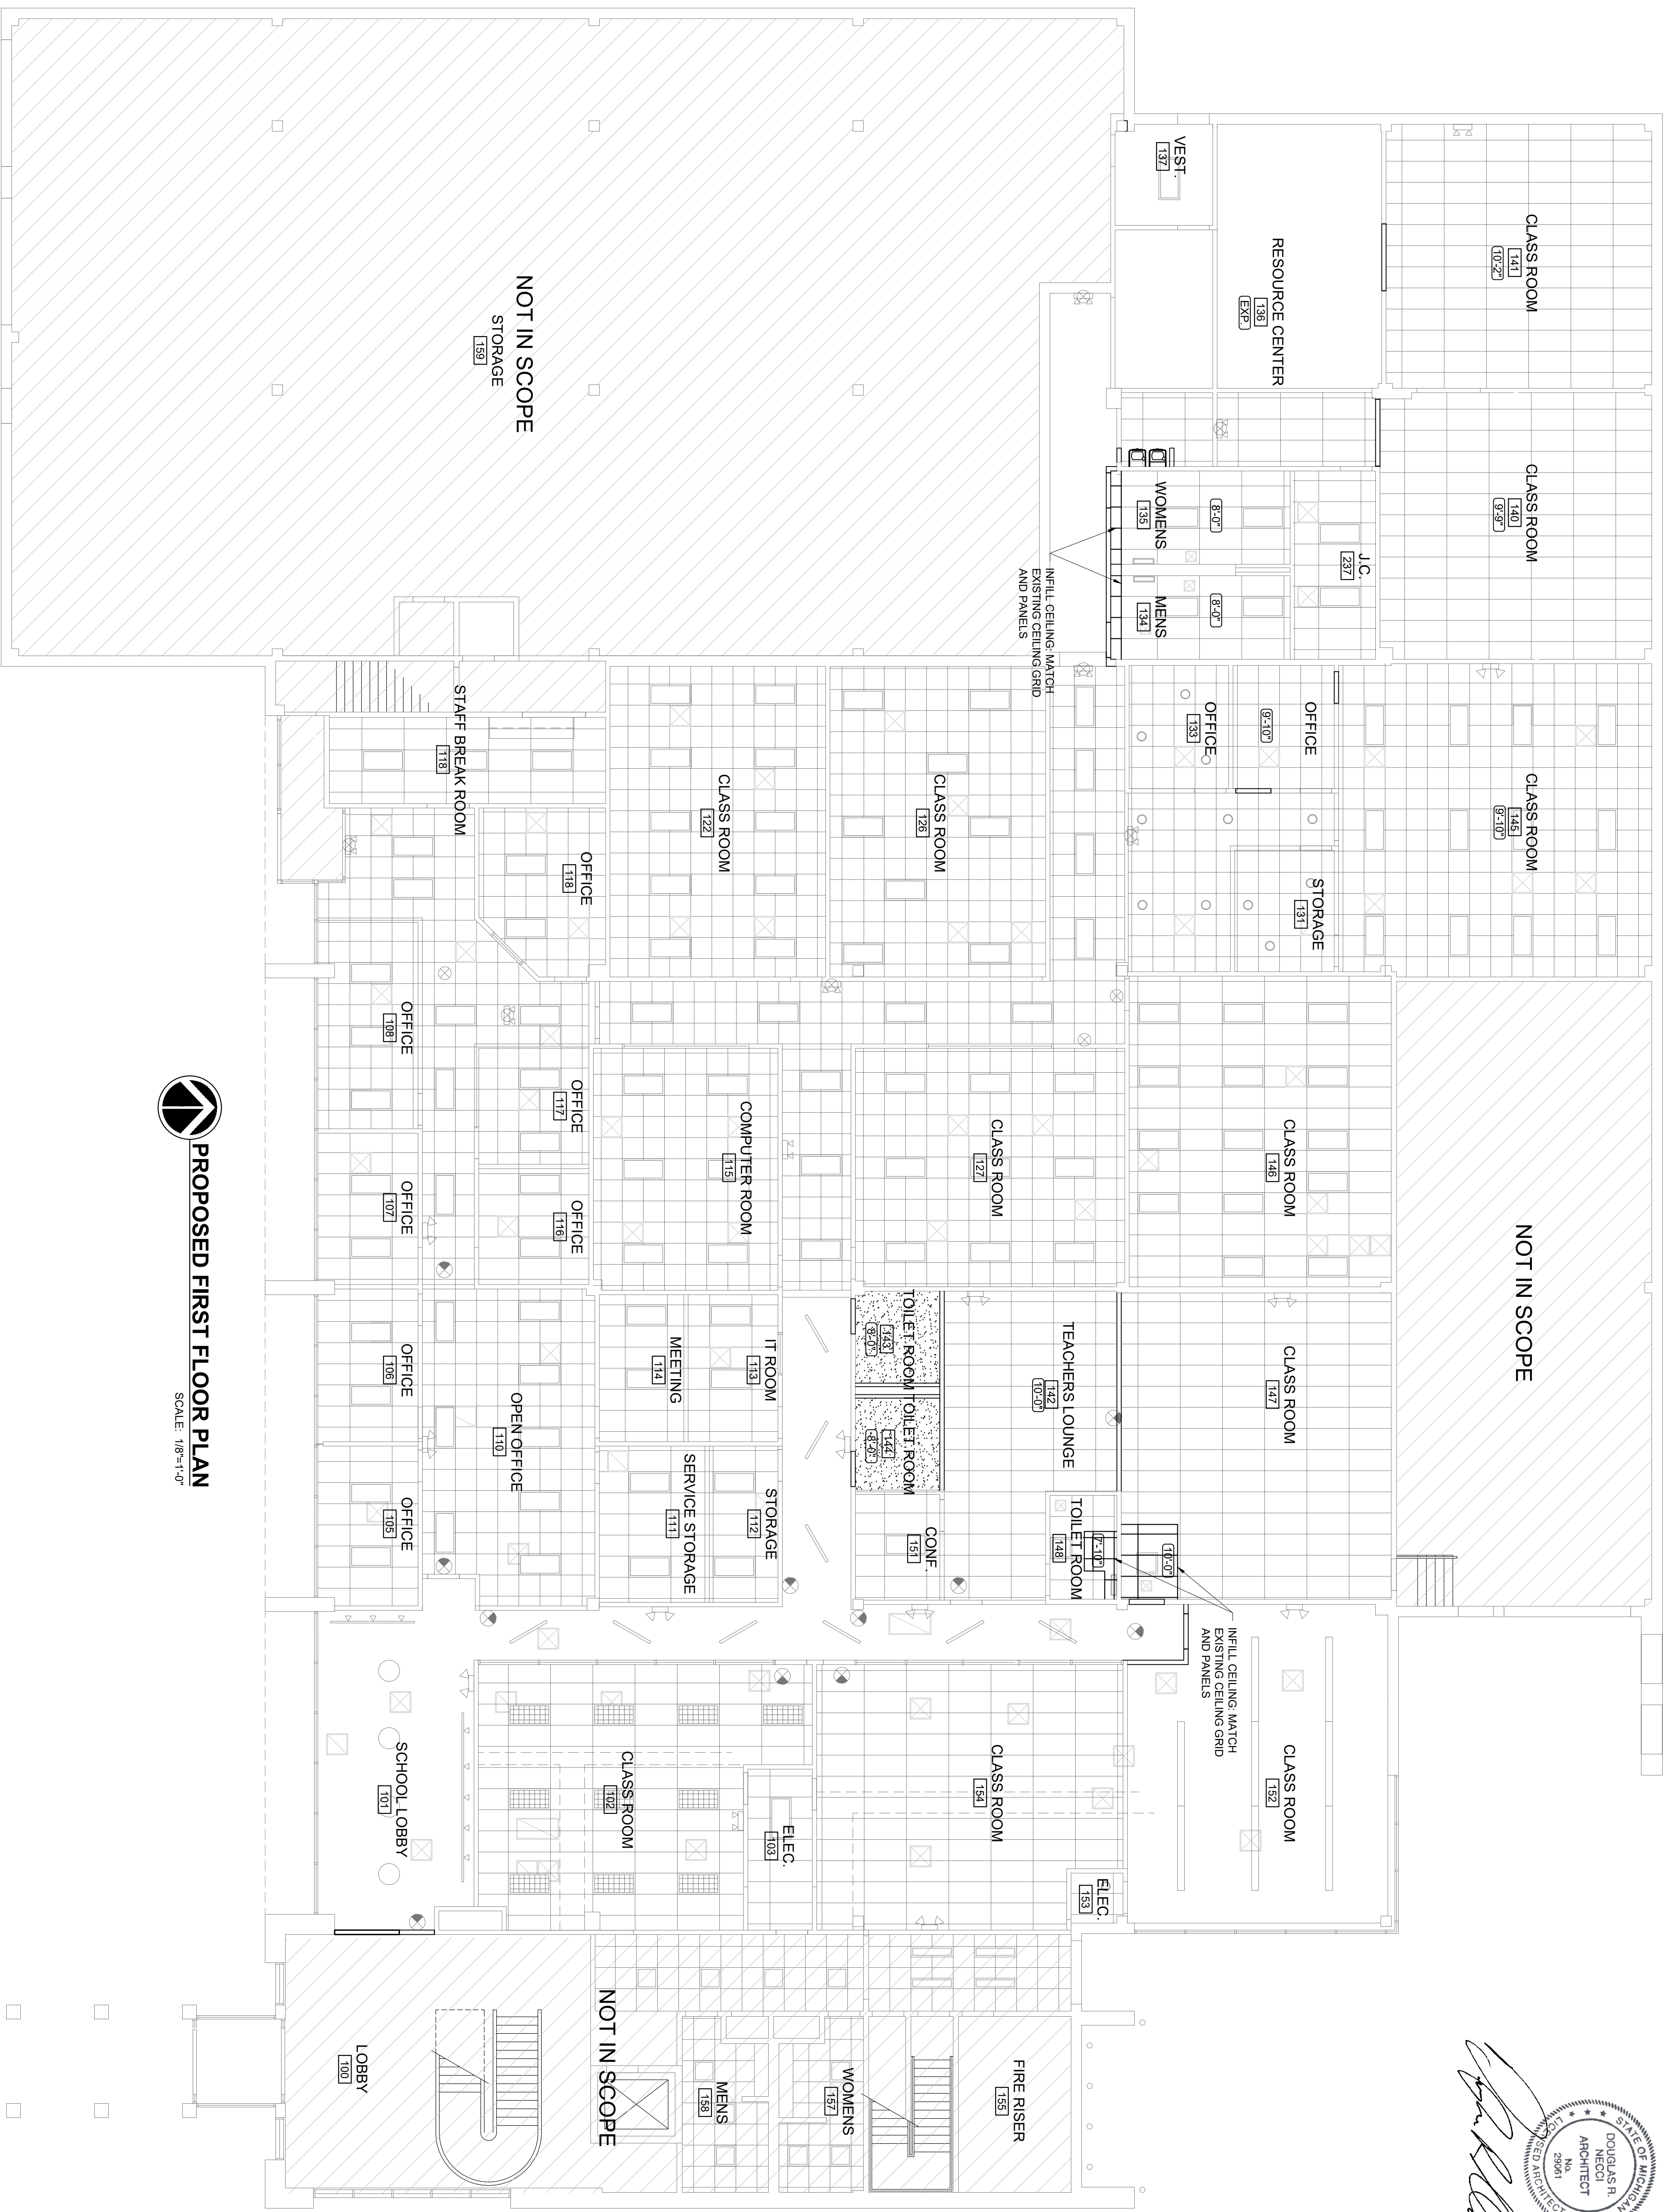 DOUGLAS R.
NECCI
ARCHITECT
No.
29061
STATE OF MICHIGAN
LICENSED ARCHITECT
CLASS ROOM
141
10'-2"
CLASS ROOM
140
9'-9"
CLASS ROOM
145
9'-10"
NOT IN SCOPE
RESOURCE CENTER
136
EXP.
VEST.
137
J.C.
237
8'-0"
8'-0"
WOMENS
135
MENS
134
INFILL CEILING: MATCH
EXISTING CEILING GRID
AND PANELS
OFFICE
9'-10"
OFFICE
133
STORAGE
131
CLASS ROOM
146
CLASS ROOM
147
CLASS ROOM
152
INFILL CEILING: MATCH
EXISTING CEILING GRID
AND PANELS
10'-0"
7'-10"
TOILET ROOM
148
TEACHERS LOUNGE
142
10'-0"
TOILET ROOM
143
8'-0"
TOILET ROOM
144
8'-0"
CONF.
151
ELEC.
153
CLASS ROOM
126
CLASS ROOM
127
CLASS ROOM
154
FIRE RISER
155
CLASS ROOM
122
COMPUTER ROOM
115
IT ROOM
113
STORAGE
112
MEETING
114
SERVICE STORAGE
111
ELEC.
103
WOMENS
157
MENS
158
NOT IN SCOPE
STORAGE
159
STAFF BREAK ROOM
118
OFFICE
118
OFFICE
117
OFFICE
116
OPEN OFFICE
110
CLASS ROOM
102
NOT IN SCOPE
OFFICE
108
OFFICE
107
OFFICE
106
OFFICE
105
SCHOOL LOBBY
101
LOBBY
100
PROPOSED FIRST FLOOR PLAN
SCALE: 1/8"=1'-0"